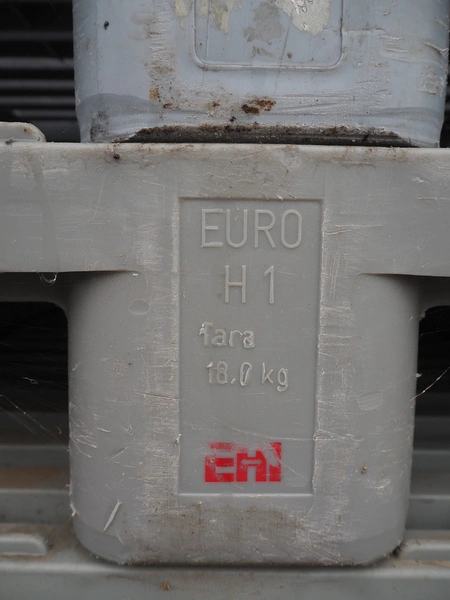 EURO
H 1
Tara
18.0 kg
EHI